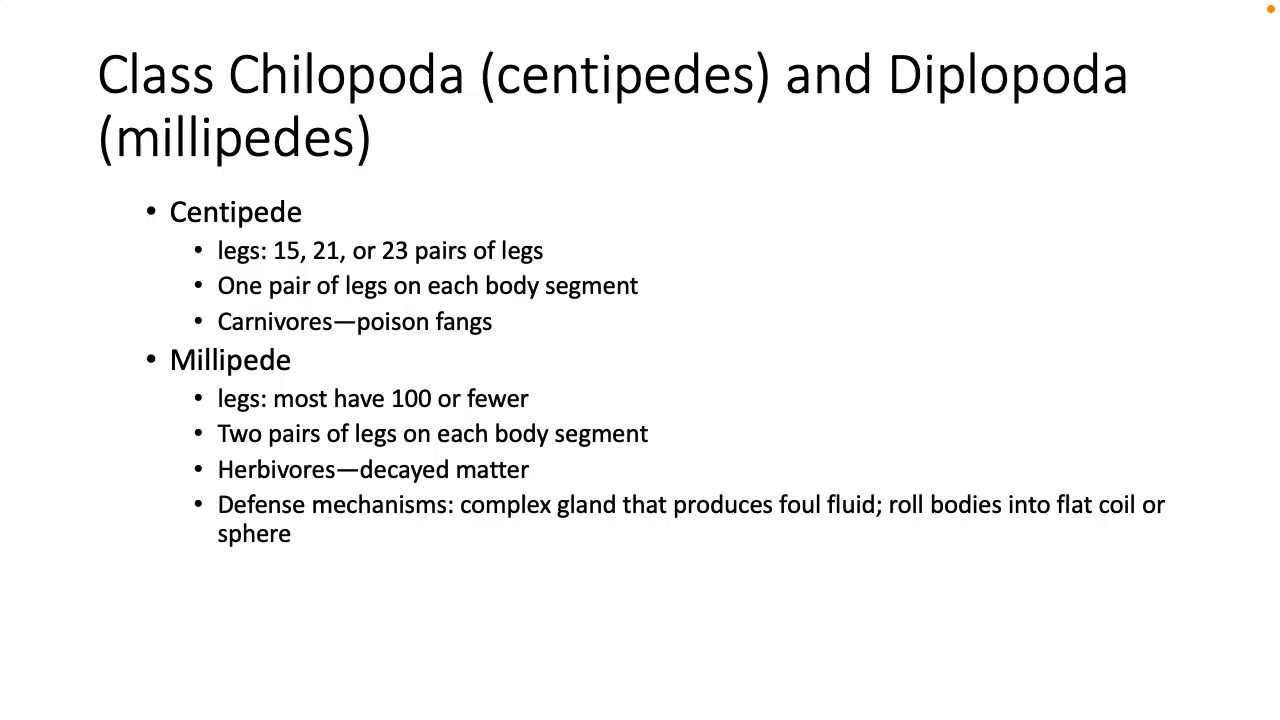 Class Chilopoda (centipedes) and Diplopoda
(millipedes)
• Centipede
• legs: 15, 21, or 23 pairs of legs
• One pair of legs on each body segment
• Carnivores—poison fangs
• Millipede
• legs: most have 100 or fewer
• Two pairs of legs on each body segment
• Herbivores—decayed matter
• Defense mechanisms: complex gland that produces foul fluid; roll bodies into flat coil or
sphere